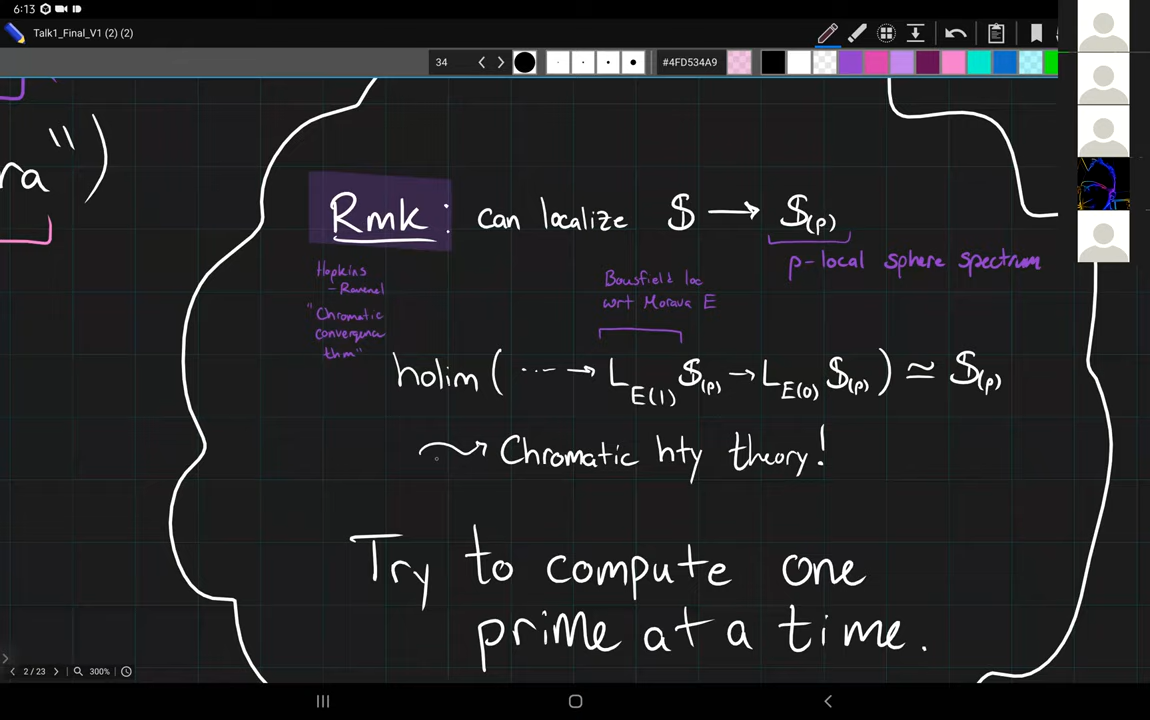 6:13
Talk1_Final_V1 (2) (2)
34
#4FD534A9
ra")
Rmk: can localize $ → $(p)
p-local sphere spectrum
Hopkins
- Ravenel
"Chromatic
convergence
thm"
Bousfield loc
wrt Morava E
holim ( ⋯ → L_E(1) $(p) → L_E(0) $(p) ) ≃ $(p)
⇝ Chromatic hty theory!
Try to compute one
prime at a time.
2/23
300%